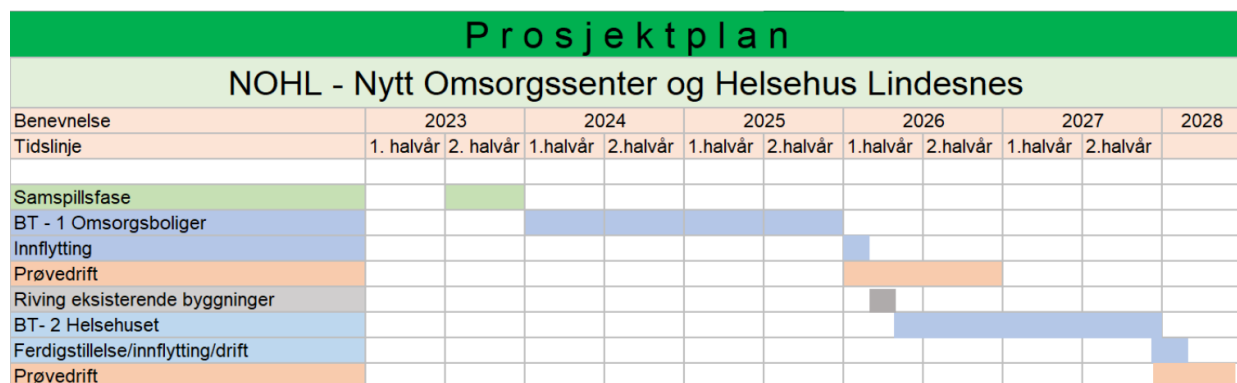 Prosjektplan
NOHL - Nytt Omsorgssenter og Helsehus Lindesnes
Benevnelse 2023 2024 2025 2026 2027 2028
Tidslinje 1. halvår 2. halvår 1.halvår 2.halvår 1.halvår 2.halvår 1.halvår 2.halvår 1.halvår 2.halvår
Samspillsfase
BT - 1 Omsorgsboliger
Innflytting
Prøvedrift
Riving eksisterende byggninger
BT- 2 Helsehuset
Ferdigstillelse/innflytting/drift
Prøvedrift